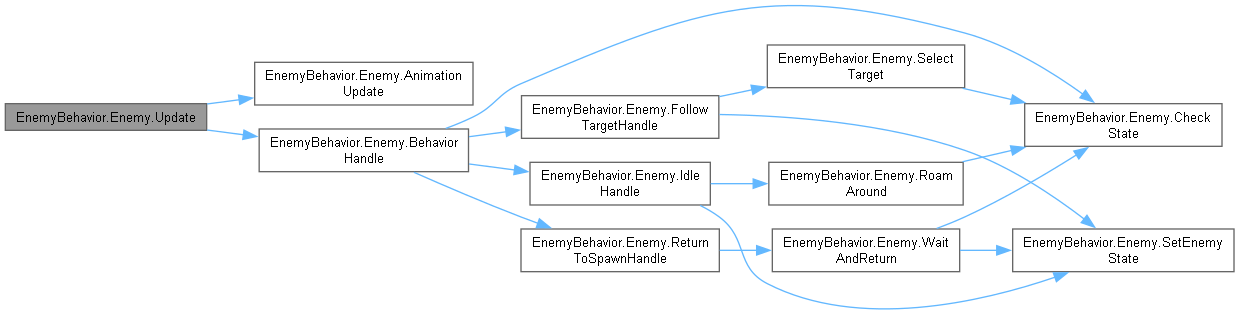 EnemyBehavior.Enemy.Update
EnemyBehavior.Enemy.Animation
Update
EnemyBehavior.Enemy.Behavior
Handle
EnemyBehavior.Enemy.Follow
TargetHandle
EnemyBehavior.Enemy.Idle
Handle
EnemyBehavior.Enemy.Return
ToSpawnHandle
EnemyBehavior.Enemy.Select
Target
EnemyBehavior.Enemy.Roam
Around
EnemyBehavior.Enemy.Wait
AndReturn
EnemyBehavior.Enemy.Check
State
EnemyBehavior.Enemy.SetEnemy
State